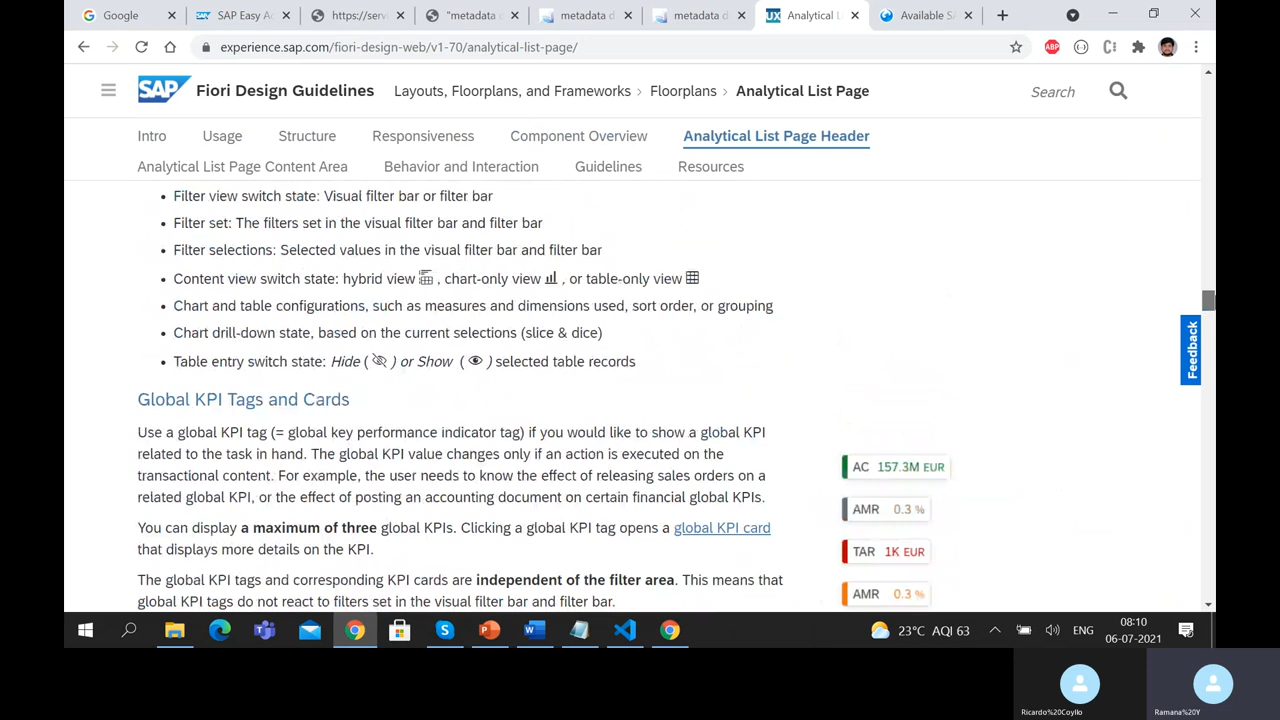 Google
SAP Easy A
https://serv
"metadata c
metadata d
metadata d
UX Analytical L
Available SA
experience.sap.com/fiori-design-web/v1-70/analytical-list-page/
ABP
SAP Fiori Design Guidelines Layouts, Floorplans, and Frameworks › Floorplans › Analytical List Page Search
Intro Usage Structure Responsiveness Component Overview Analytical List Page Header
Analytical List Page Content Area Behavior and Interaction Guidelines Resources
• Filter view switch state: Visual filter bar or filter bar
• Filter set: The filters set in the visual filter bar and filter bar
• Filter selections: Selected values in the visual filter bar and filter bar
• Content view switch state: hybrid view , chart-only view , or table-only view
• Chart and table configurations, such as measures and dimensions used, sort order, or grouping
• Chart drill-down state, based on the current selections (slice & dice)
• Table entry switch state: Hide ( ) or Show ( ) selected table records
Feedback
Global KPI Tags and Cards
Use a global KPI tag (= global key performance indicator tag) if you would like to show a global KPI
related to the task in hand. The global KPI value changes only if an action is executed on the
transactional content. For example, the user needs to know the effect of releasing sales orders on a
related global KPI, or the effect of posting an accounting document on certain financial global KPIs.
You can display a maximum of three global KPIs. Clicking a global KPI tag opens a global KPI card
that displays more details on the KPI.
The global KPI tags and corresponding KPI cards are independent of the filter area. This means that
global KPI tags do not react to filters set in the visual filter bar and filter bar.
AC 157.3M EUR
AMR 0.3 %
TAR 1K EUR
AMR 0.3 %
23°C AQI 63
ENG
08:10
06-07-2021
Ricardo%20Coyllo
Ramana%20Y